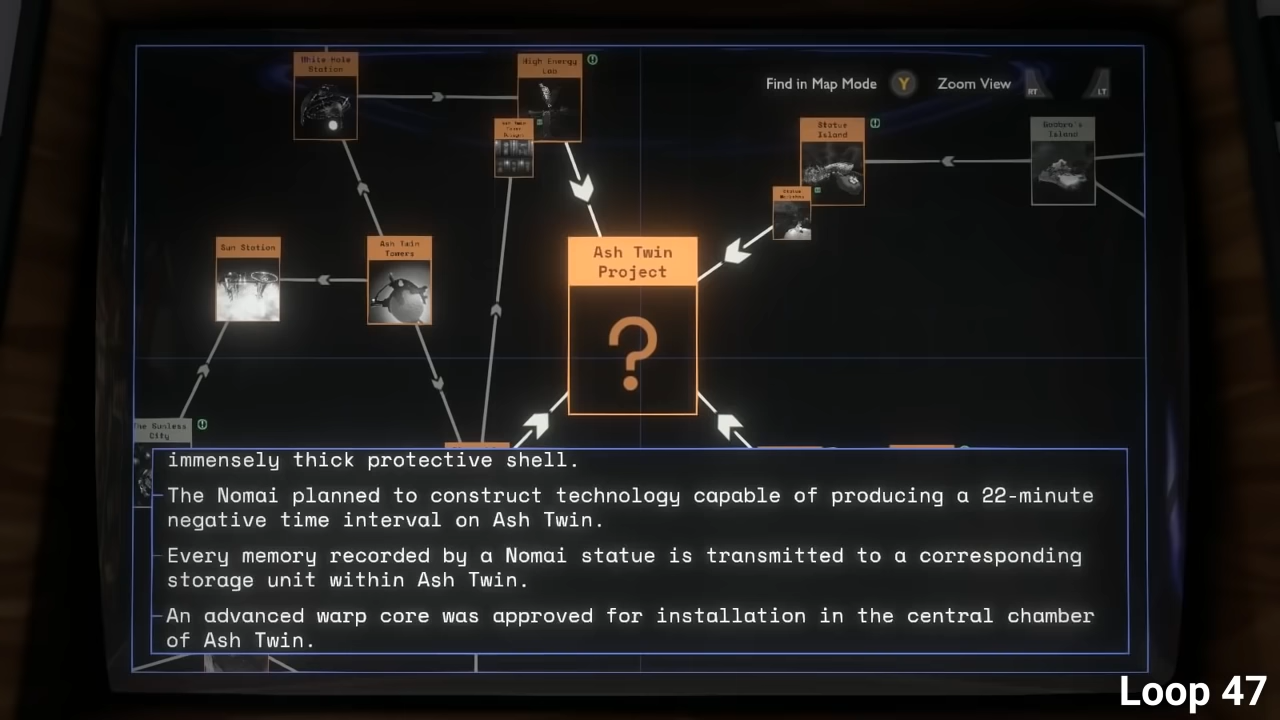 White Hole
Station
High Energy
Lab
Find in Map Mode Y Zoom View RT LT
Statue
Island
Gabbro's
Island
Statue
Workshop
Sun Station
Ash Twin
Towers
Ash Twin
Project
?
The Sunless
City
immensely thick protective shell.
The Nomai planned to construct technology capable of producing a 22-minute
negative time interval on Ash Twin.
Every memory recorded by a Nomai statue is transmitted to a corresponding
storage unit within Ash Twin.
An advanced warp core was approved for installation in the central chamber
of Ash Twin.
Loop 47